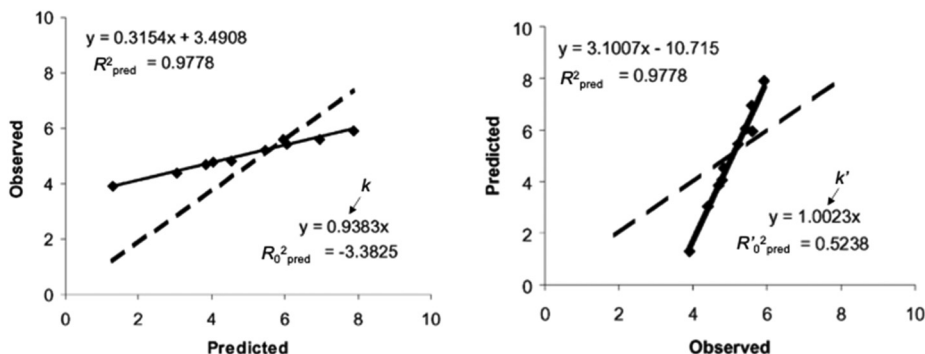 10
8
6
4
2
0
Observed
y = 0.3154x + 3.4908
R²pred = 0.9778
k
y = 0.9383x
R₀²pred = -3.3825
0 2 4 6 8 10
Predicted
10
8
6
4
2
0
Predicted
y = 3.1007x - 10.715
R²pred = 0.9778
k'
y = 1.0023x
R'₀²pred = 0.5238
0 2 4 6 8 10
Observed